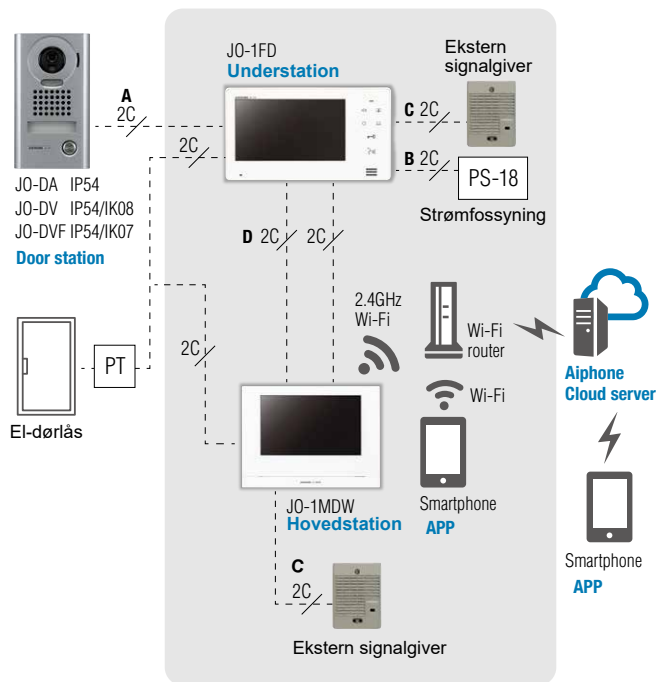 JO-1FD
Understation
Ekstern
signalgiver
A
2C
C 2C
2C
B 2C
PS-18
Strømfossyning
JO-DA IP54
JO-DV IP54/IK08
JO-DVF IP54/IK07
Door station
D 2C
2C
2.4GHz
Wi-Fi
Wi-Fi
router
2C
PT
El-dørlås
Wi-Fi
Aiphone
Cloud server
JO-1MDW
Hovedstation
Smartphone
APP
Smartphone
APP
C
2C
Ekstern signalgiver